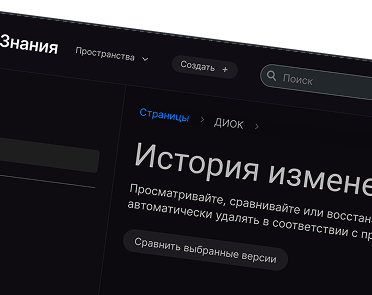 Знания
Пространства
Создать +
Поиск
Страницы > ДИОК >
История измене
Просматривайте, сравнивайте или восстан
автоматически удалять в соответствии с пр
Сравнить выбранные версии